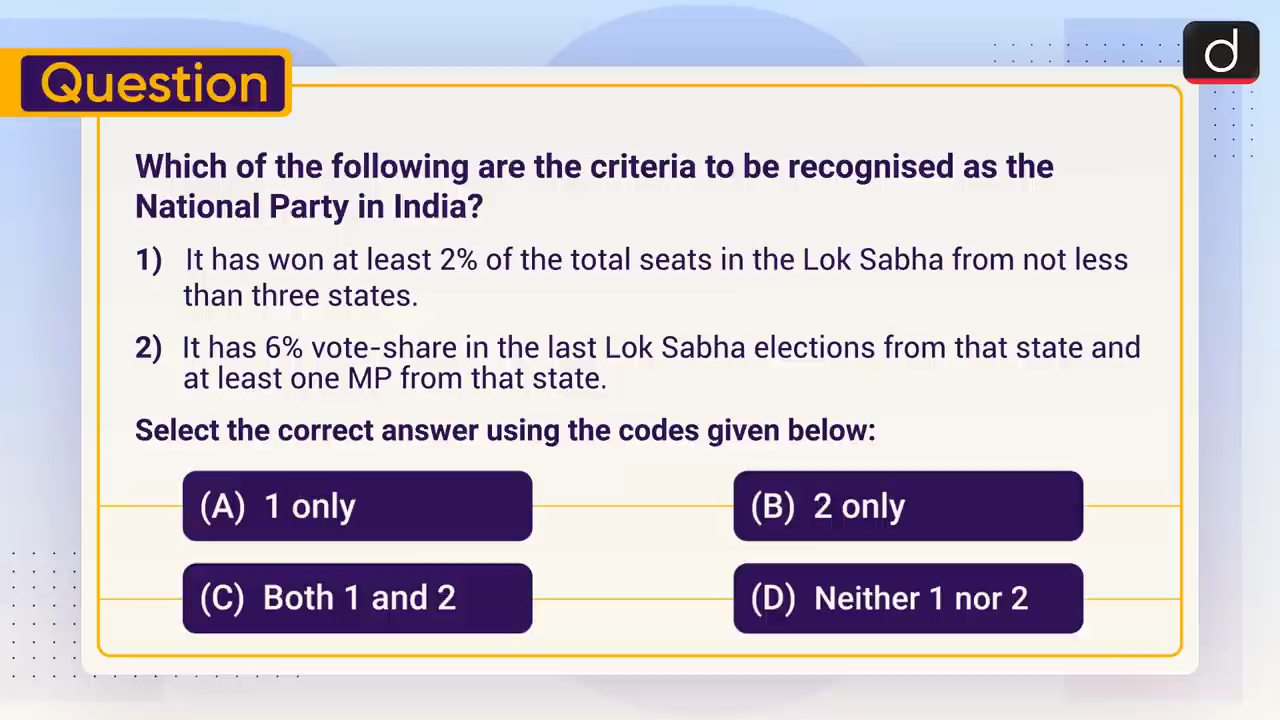 Question
Which of the following are the criteria to be recognised as the
National Party in India?
1) It has won at least 2% of the total seats in the Lok Sabha from not less
than three states.
2) It has 6% vote-share in the last Lok Sabha elections from that state and
at least one MP from that state.
Select the correct answer using the codes given below:
(A) 1 only
(B) 2 only
(C) Both 1 and 2
(D) Neither 1 nor 2
d